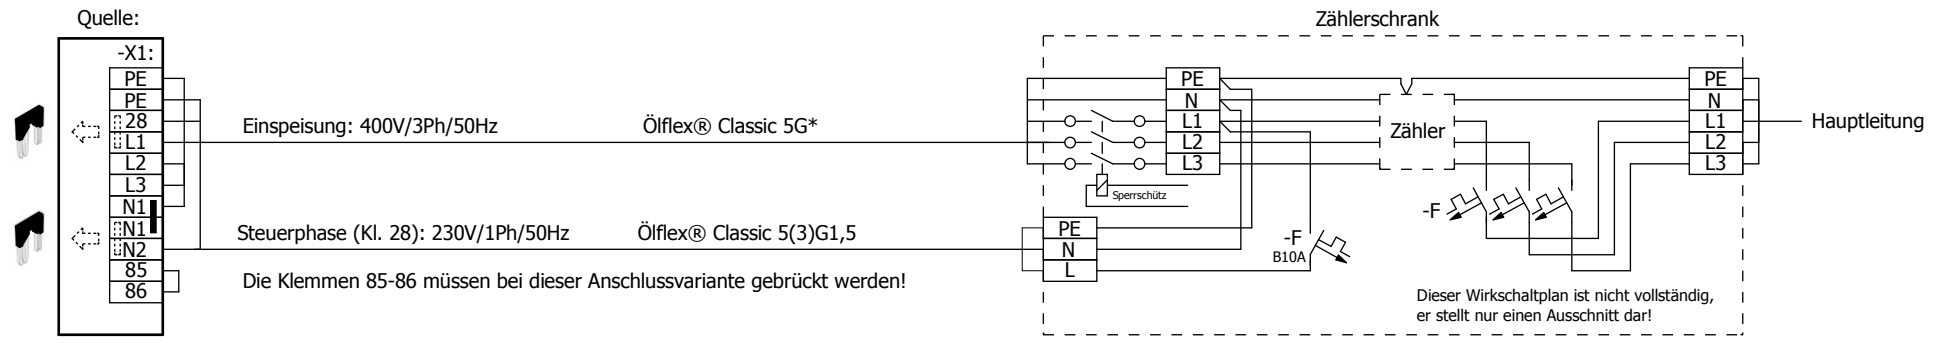 Quelle:
Zählerschrank
-X1:
PE
PE
28
L1
L2
L3
N1
N1
N2
85
86
Einspeisung: 400V/3Ph/50Hz
Ölflex® Classic 5G*
Steuerphase (Kl. 28): 230V/1Ph/50Hz
Ölflex® Classic 5(3)G1,5
Die Klemmen 85-86 müssen bei dieser Anschlussvariante gebrückt werden!
PE
N
L1
L2
L3
Sperrschütz
PE
N
L
-F
B10A
Zähler
-F
PE
N
L1
L2
L3
Hauptleitung
Dieser Wirkschaltplan ist nicht vollständig,
er stellt nur einen Ausschnitt dar!